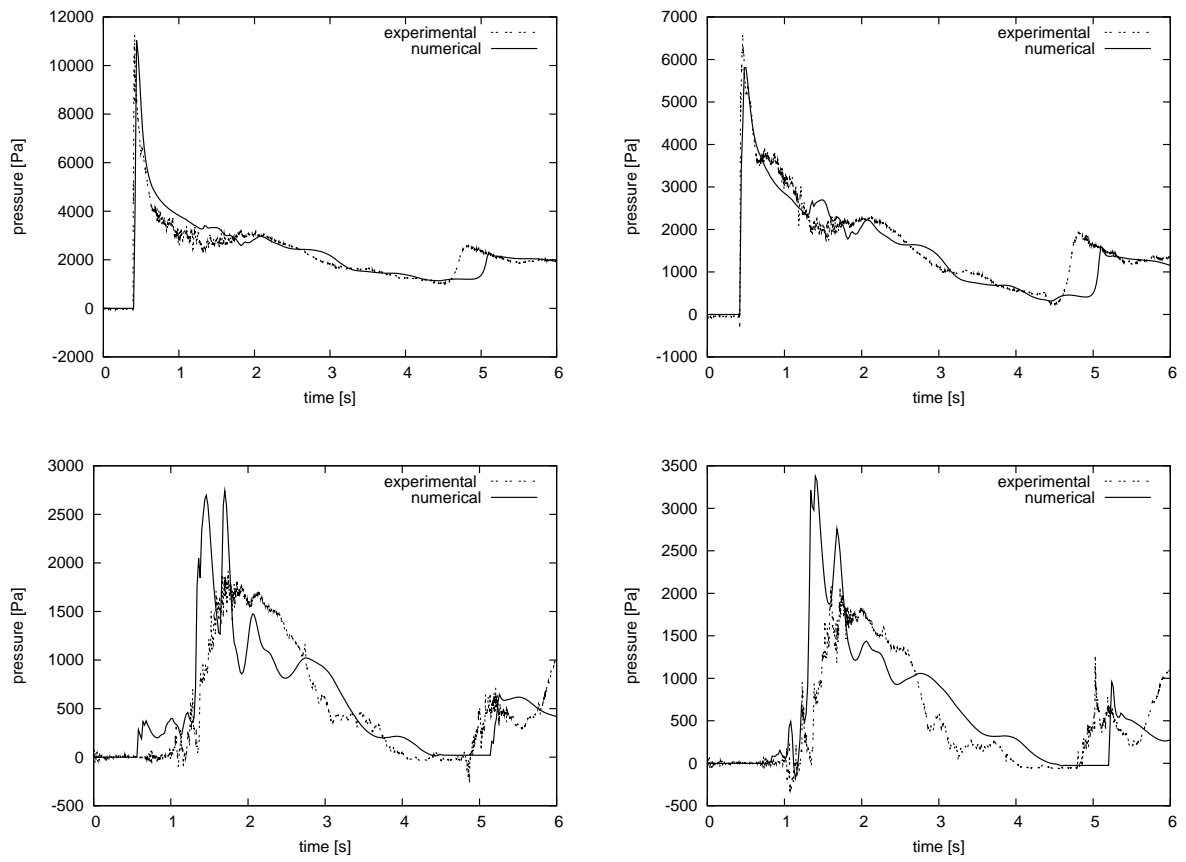 12000
10000
8000
6000
4000
2000
0
-2000
pressure [Pa]
0 1 2 3 4 5 6
time [s]
experimental
numerical
7000
6000
5000
4000
3000
2000
1000
0
-1000
pressure [Pa]
0 1 2 3 4 5 6
time [s]
experimental
numerical
3000
2500
2000
1500
1000
500
0
-500
pressure [Pa]
0 1 2 3 4 5 6
time [s]
experimental
numerical
3500
3000
2500
2000
1500
1000
500
0
-500
pressure [Pa]
0 1 2 3 4 5 6
time [s]
experimental
numerical